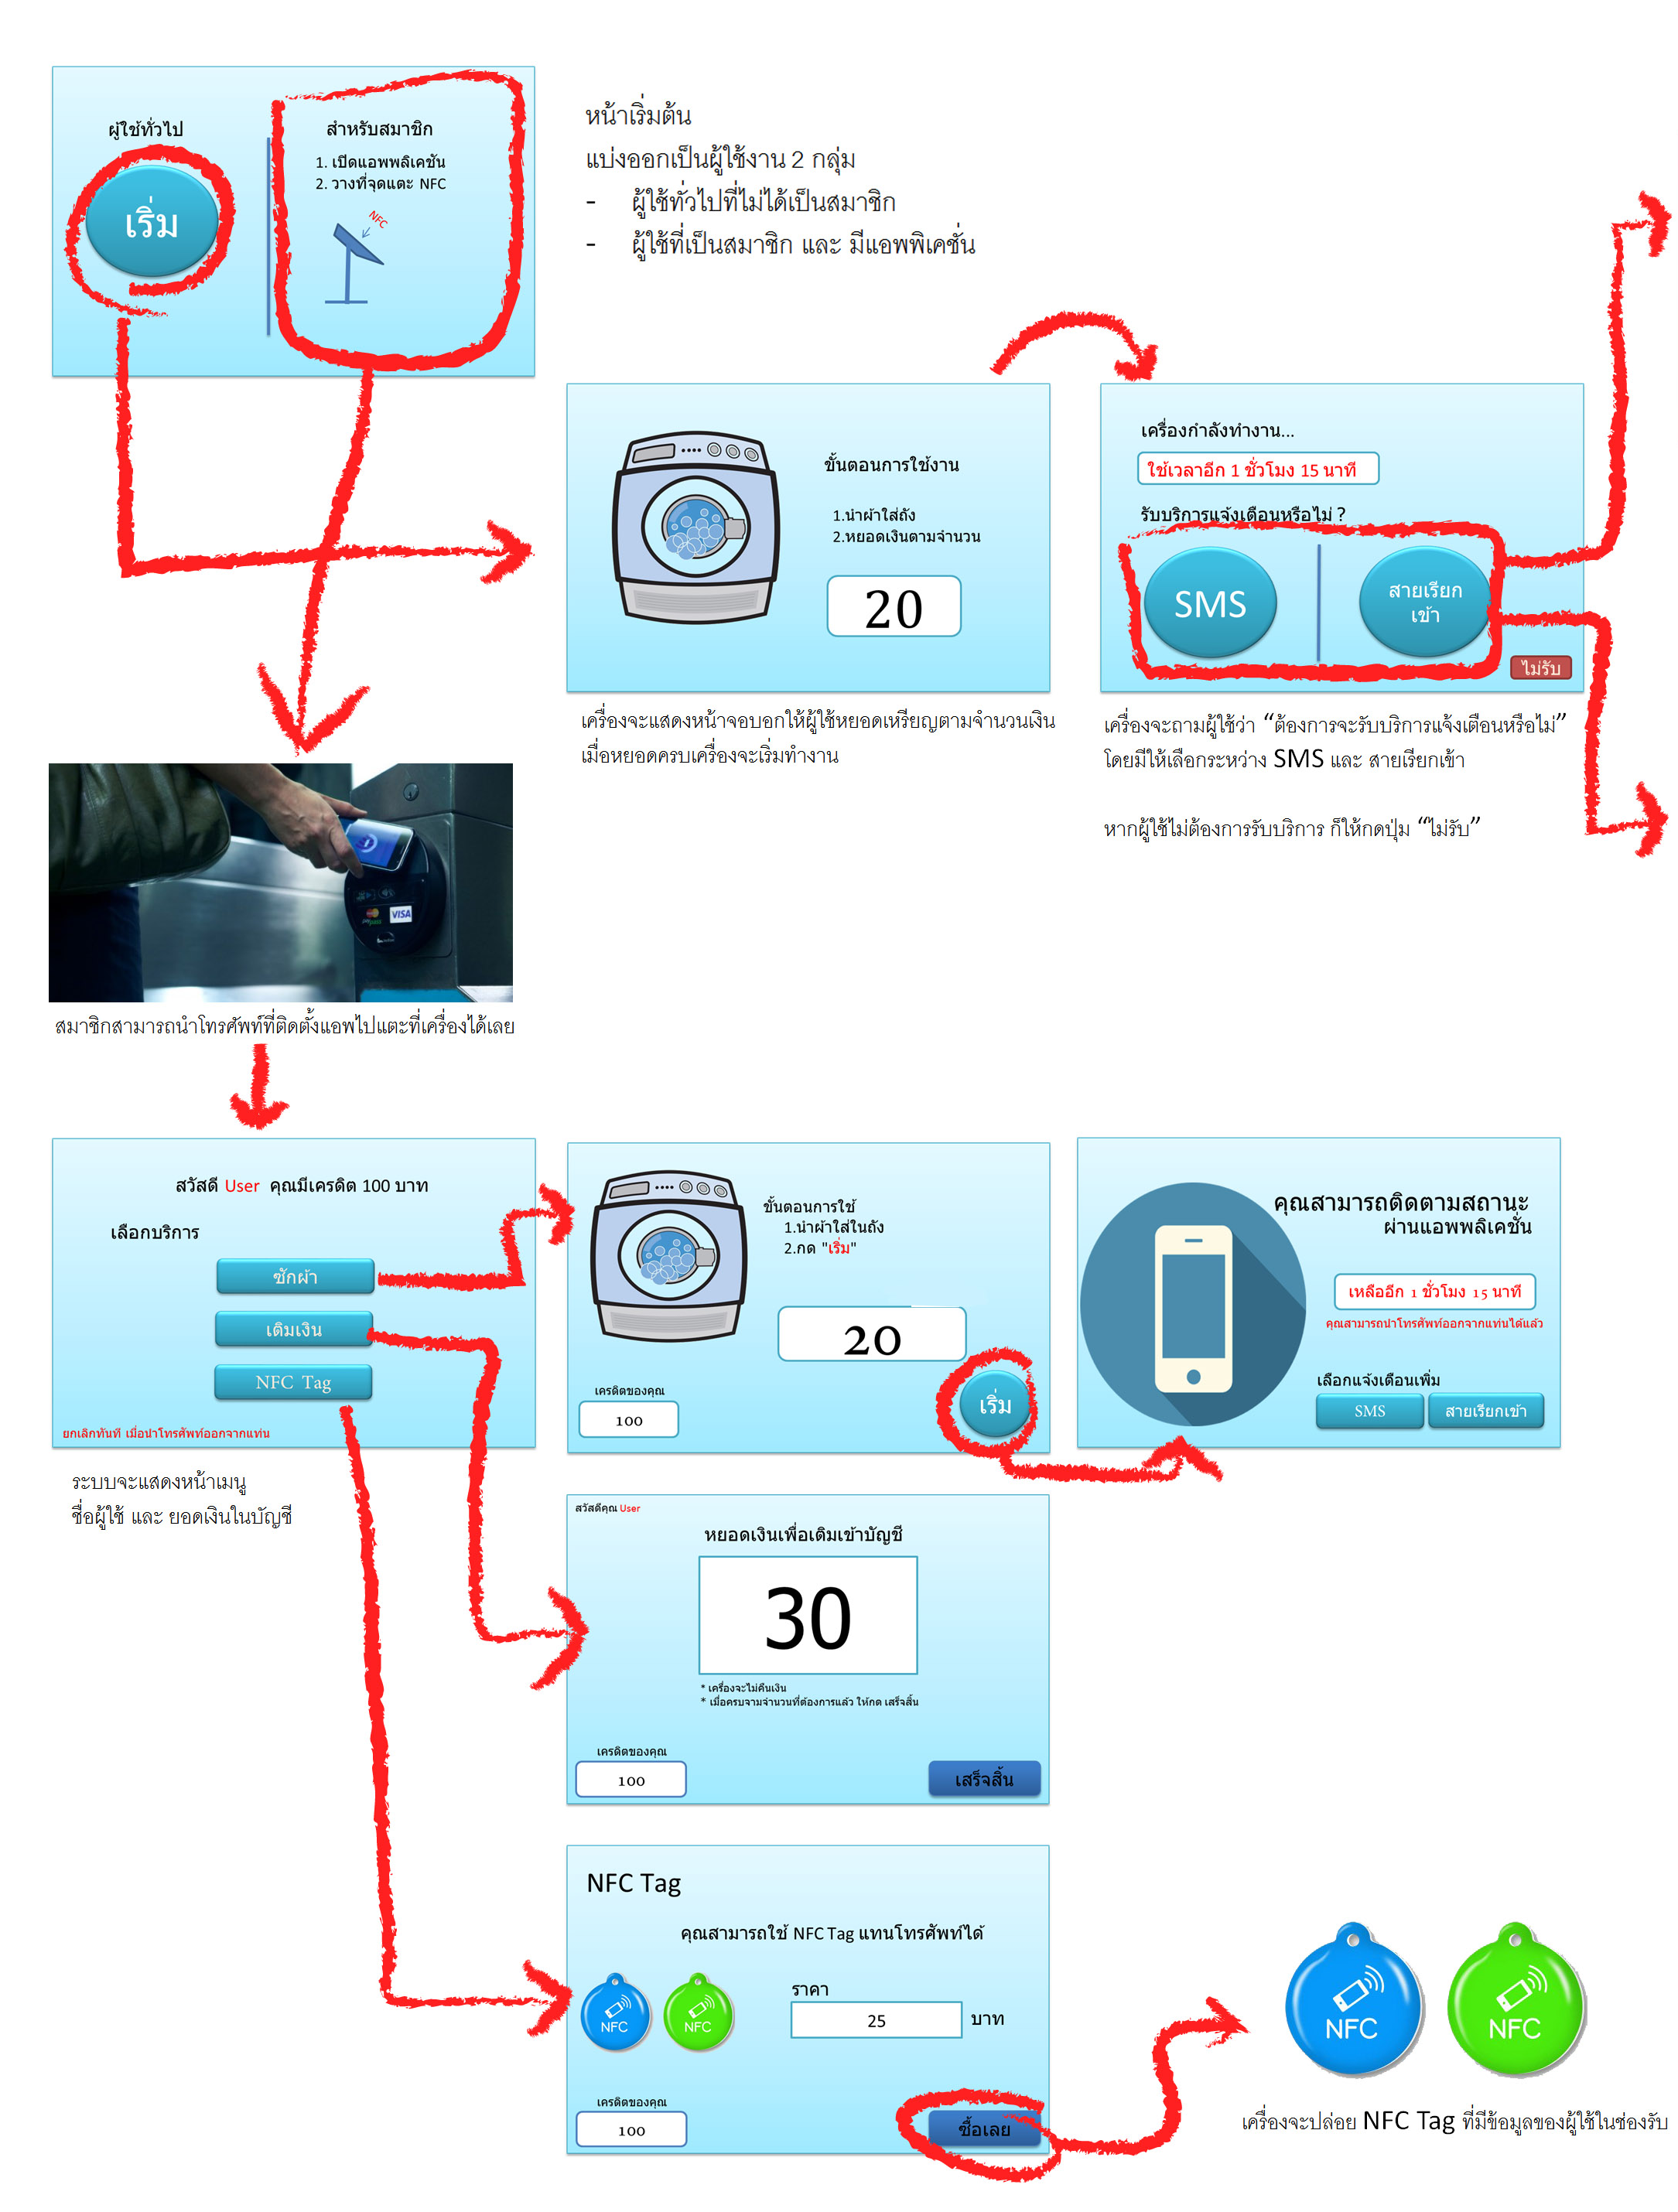 ผู้ใช้ทั่วไป
เริ่ม
สำหรับสมาชิก
1. เปิดแอพพลิเคชัน
2. วางที่จุดแตะ NFC
NFC
หน้าเริ่มต้น
แบ่งออกเป็นผู้ใช้งาน 2 กลุ่ม
- ผู้ใช้ทั่วไปที่ไม่ได้เป็นสมาชิก
- ผู้ใช้ที่เป็นสมาชิก และ มีแอพพิเคชั่น
ขั้นตอนการใช้งาน
1.นำผ้าใส่ถัง
2.หยอดเงินตามจำนวน
20
เครื่องจะแสดงหน้าจอบอกให้ผู้ใช้หยอดเหรียญตามจำนวนเงิน
เมื่อหยอดครบเครื่องจะเริ่มทำงาน
เครื่องกำลังทำงาน...
ใช้เวลาอีก 1 ชั่วโมง 15 นาที
รับบริการแจ้งเตือนหรือไม่ ?
SMS
สายเรียก
เข้า
ไม่รับ
เครื่องจะถามผู้ใช้ว่า “ต้องการจะรับบริการแจ้งเตือนหรือไม่”
โดยมีให้เลือกระหว่าง SMS และ สายเรียกเข้า
หากผู้ใช้ไม่ต้องการรับบริการ ก็ให้กดปุ่ม “ไม่รับ”
VISA
สมาชิกสามารถนำโทรศัพท์ที่ติดตั้งแอพไปแตะที่เครื่องได้เลย
สวัสดี User คุณมีเครดิต 100 บาท
เลือกบริการ
ซักผ้า
เติมเงิน
NFC Tag
ยกเลิกทันที เมื่อนำโทรศัพท์ออกจากแท่น
ระบบจะแสดงหน้าเมนู
ชื่อผู้ใช้ และ ยอดเงินในบัญชี
ขั้นตอนการใช้
1.นำผ้าใส่ในถัง
2.กด "เริ่ม"
20
เครดิตของคุณ
100
เริ่ม
คุณสามารถติดตามสถานะ
ผ่านแอพพลิเคชั่น
เหลืออีก 1 ชั่วโมง 15 นาที
คุณสามารถนำโทรศัพท์ออกจากแท่นได้แล้ว
เลือกแจ้งเตือนเพิ่ม
SMS
สายเรียกเข้า
สวัสดีคุณ User
หยอดเงินเพื่อเติมเข้าบัญชี
30
* เครื่องจะไม่คืนเงิน
* เมื่อครบจามจำนวนที่ต้องการแล้ว ให้กด เสร็จสิ้น
เครดิตของคุณ
100
เสร็จสิ้น
NFC Tag
คุณสามารถใช้ NFC Tag แทนโทรศัพท์ได้
NFC
NFC
ราคา
25 บาท
เครดิตของคุณ
100
ซื้อเลย
NFC
NFC
เครื่องจะปล่อย NFC Tag ที่มีข้อมูลของผู้ใช้ในช่องรับ